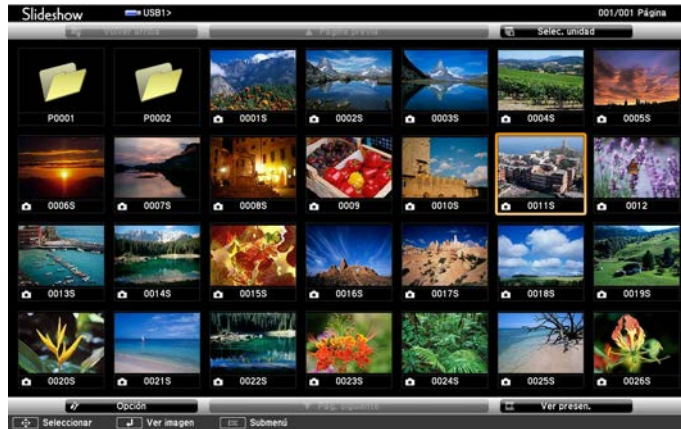 Slideshow USB1> 001/001 Página
Volver arriba Página previa Selec. unidad
P0001 P0002 0001S 0002S 0003S 0004S 0005S
0006S 0007S 0008S 0009 0010S 0011S 0012
0013S 0014S 0015S 0016S 0017S 0018S 0019S
0020S 0021S 0022S 0023S 0024S 0025S 0026S
Opción Pág. siguiente Ver presen.
Seleccionar Ver imagen ESC Submenú